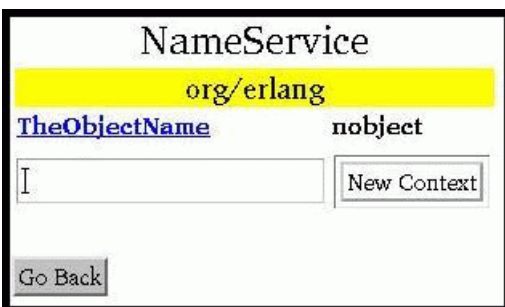 NameService
org/erlang
TheObjectName nobject
New Context
Go Back